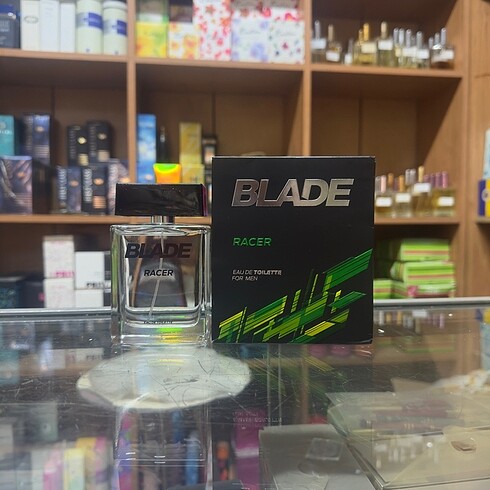 BLADE
RACER
BLADE
RACER
EAU DE TOILETTE
FOR MEN